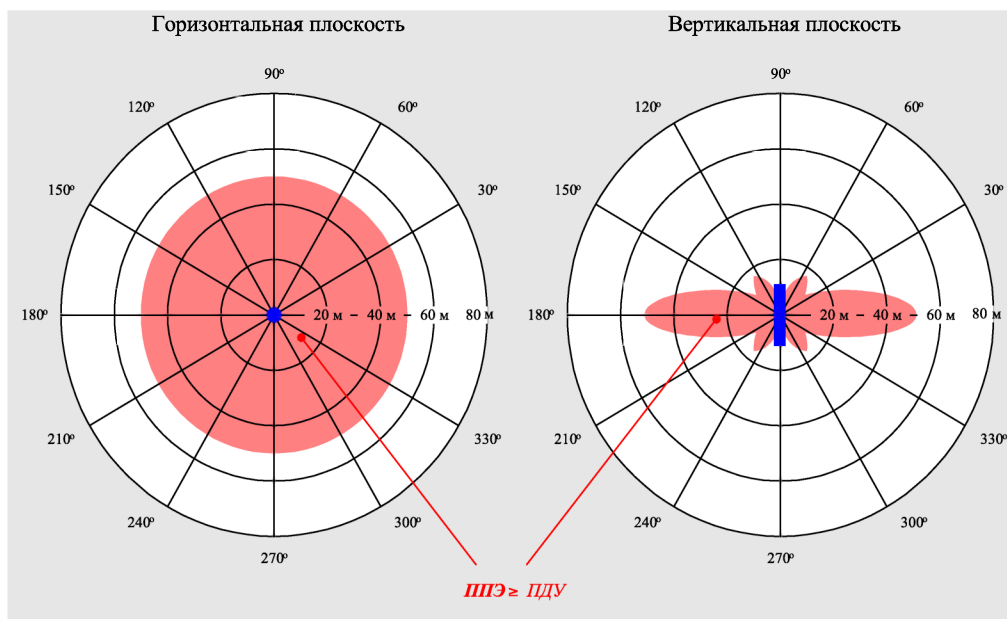 Горизонтальная плоскость
90º
120º
60º
150º
30º
180º
20 м
40 м
60 м
80 м
210º
330º
240º
300º
270º
Вертикальная плоскость
90º
120º
60º
150º
30º
180º
20 м
40 м
60 м
80 м
210º
330º
240º
300º
270º
ППЭ ≥ ПДУ